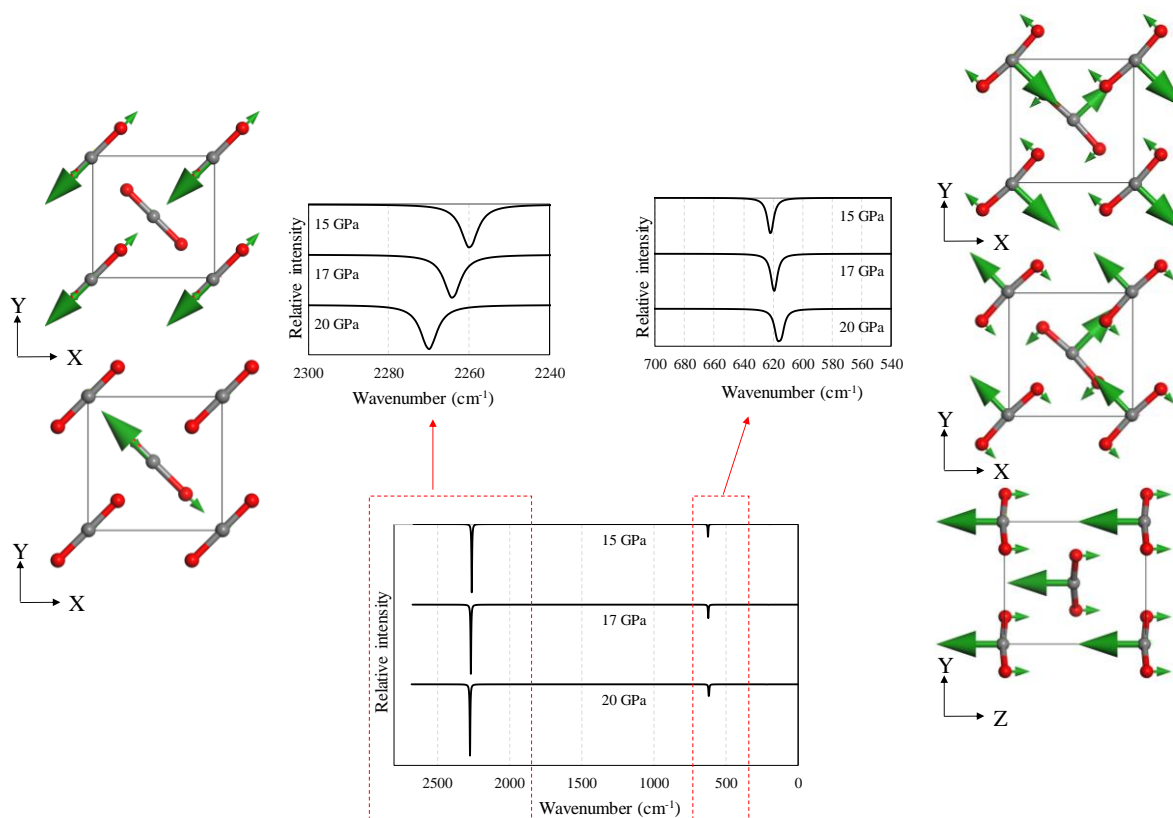 Y
X
Y
X
Relative intensity
15 GPa
17 GPa
20 GPa
2300 2280 2260 2240
Wavenumber (cm-1)
Relative intensity
15 GPa
17 GPa
20 GPa
700 680 660 640 620 600 580 560 540
Wavenumber (cm-1)
Relative intensity
15 GPa
17 GPa
20 GPa
2500 2000 1500 1000 500 0
Wavenumber (cm-1)
Y
X
Y
X
Y
Z